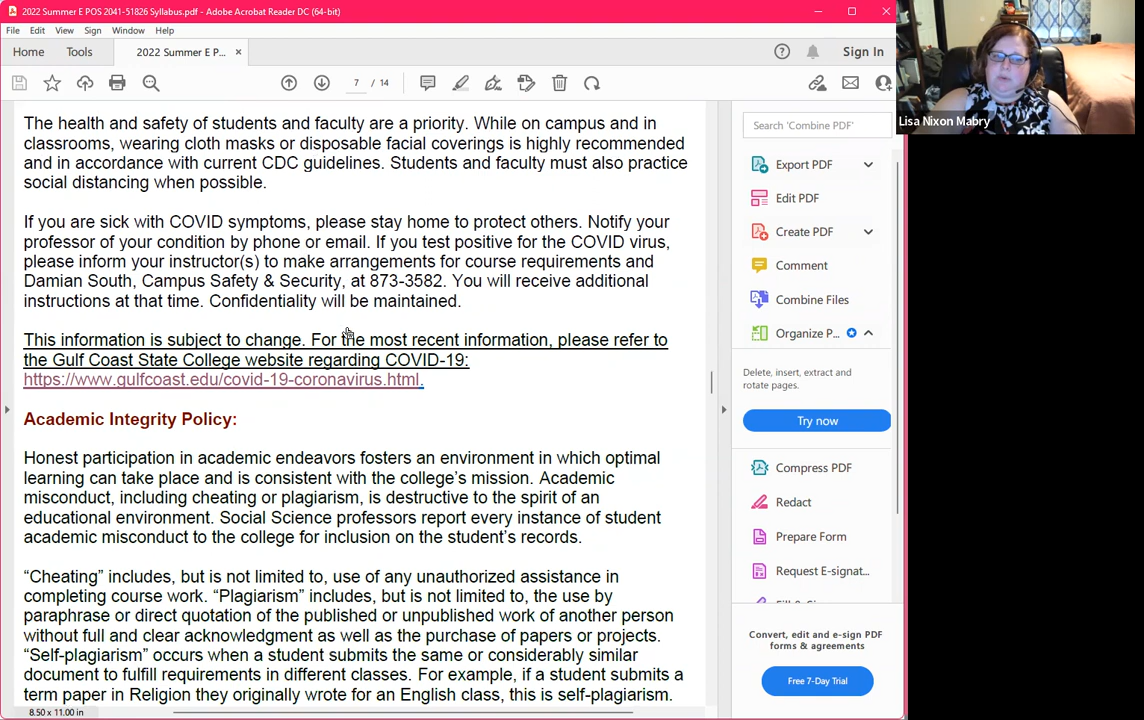 2022 Summer E POS 2041-51826 Syllabus.pdf - Adobe Acrobat Reader DC (64-bit)
File Edit View Sign Window Help
Home Tools 2022 Summer E P... × Sign In
7 / 14
The health and safety of students and faculty are a priority. While on campus and in
classrooms, wearing cloth masks or disposable facial coverings is highly recommended
and in accordance with current CDC guidelines. Students and faculty must also practice
social distancing when possible.
If you are sick with COVID symptoms, please stay home to protect others. Notify your
professor of your condition by phone or email. If you test positive for the COVID virus,
please inform your instructor(s) to make arrangements for course requirements and
Damian South, Campus Safety & Security, at 873-3582. You will receive additional
instructions at that time. Confidentiality will be maintained.
This information is subject to change. For the most recent information, please refer to
the Gulf Coast State College website regarding COVID-19:
https://www.gulfcoast.edu/covid-19-coronavirus.html.
Academic Integrity Policy:
Honest participation in academic endeavors fosters an environment in which optimal
learning can take place and is consistent with the college's mission. Academic
misconduct, including cheating or plagiarism, is destructive to the spirit of an
educational environment. Social Science professors report every instance of student
academic misconduct to the college for inclusion on the student's records.
“Cheating” includes, but is not limited to, use of any unauthorized assistance in
completing course work. “Plagiarism” includes, but is not limited to, the use by
paraphrase or direct quotation of the published or unpublished work of another person
without full and clear acknowledgment as well as the purchase of papers or projects.
“Self-plagiarism” occurs when a student submits the same or considerably similar
document to fulfill requirements in different classes. For example, if a student submits a
term paper in Religion they originally wrote for an English class, this is self-plagiarism.
8.50 x 11.00 in
Search 'Combine PDF'
Export PDF
Edit PDF
Create PDF
Comment
Combine Files
Organize P...
Delete, insert, extract and
rotate pages.
Try now
Compress PDF
Redact
Prepare Form
Request E-signat...
Convert, edit and e-sign PDF
forms & agreements
Free 7-Day Trial
Lisa Nixon Mabry